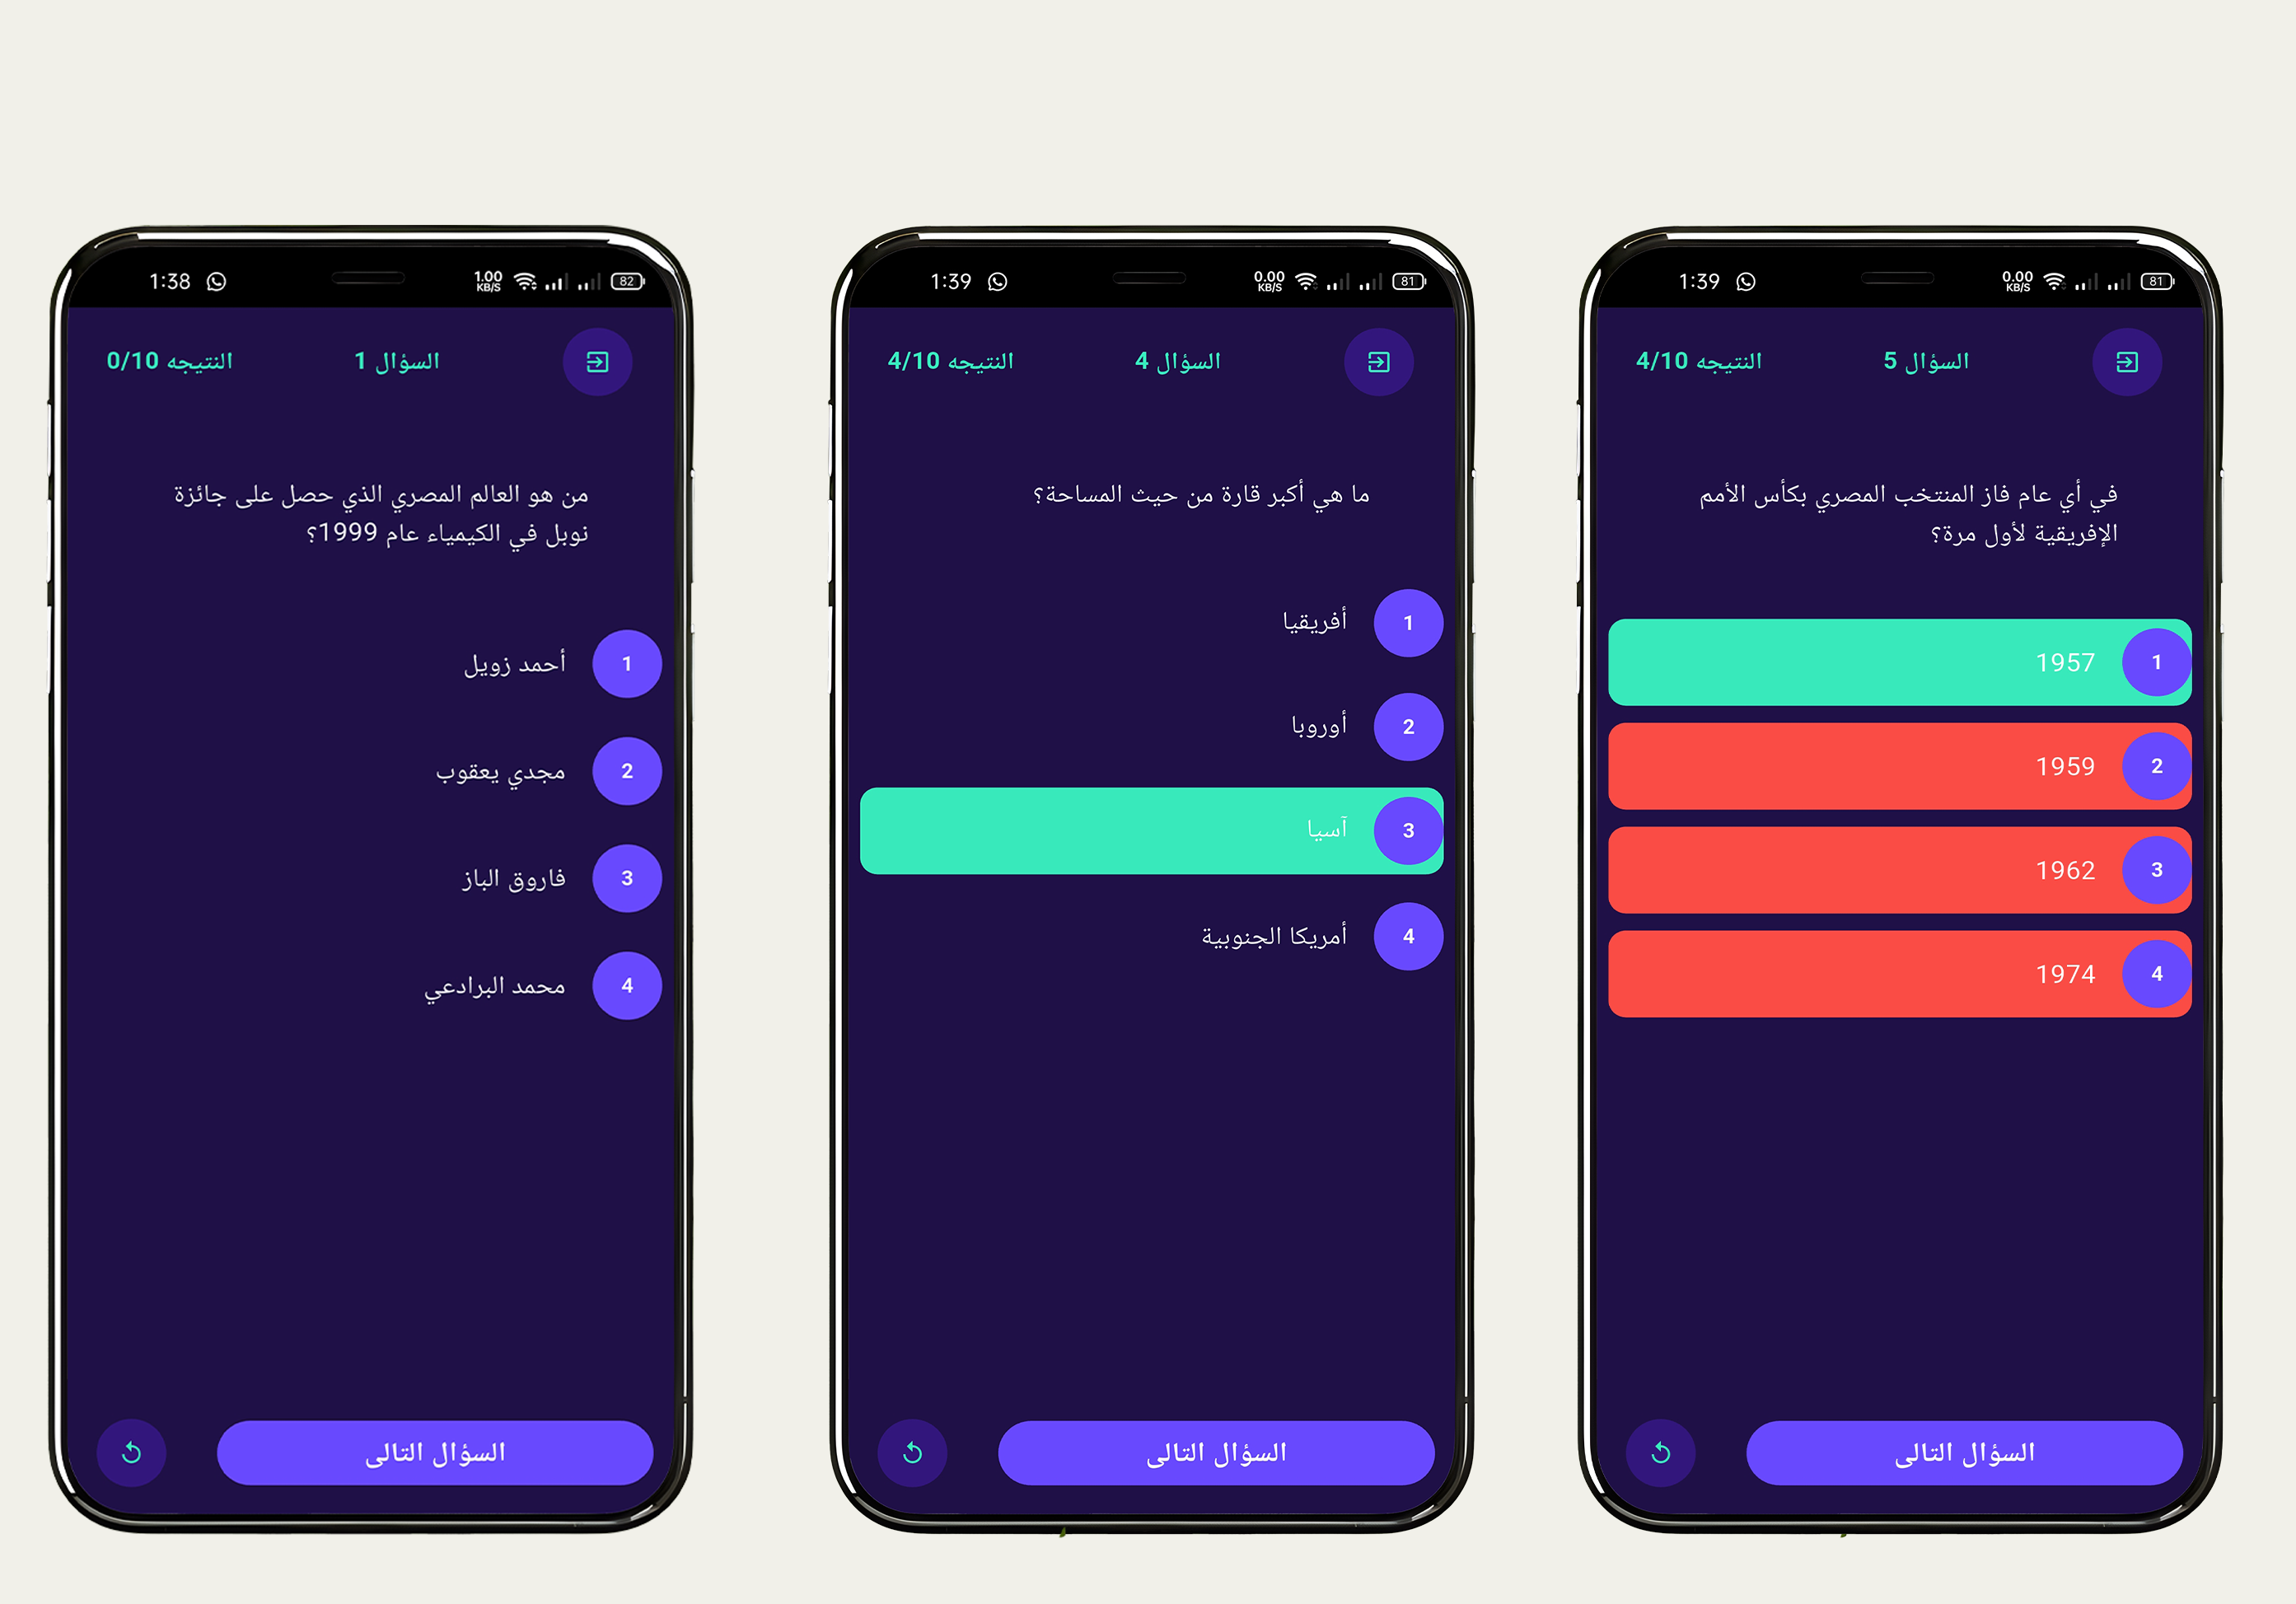 1:38
1.00
KB/S
82
السؤال 1
النتيجه 0/10
من هو العالم المصري الذي حصل على جائزة
نوبل في الكيمياء عام 1999؟
1 أحمد زويل
2 مجدي يعقوب
3 فاروق الباز
4 محمد البرادعي
السؤال التالى
1:39
0.00
KB/S
81
السؤال 4
النتيجه 4/10
ما هي أكبر قارة من حيث المساحة؟
1 أفريقيا
2 أوروبا
3 آسيا
4 أمريكا الجنوبية
السؤال التالى
1:39
0.00
KB/S
81
السؤال 5
النتيجه 4/10
في أي عام فاز المنتخب المصري بكأس الأمم
الإفريقية لأول مرة؟
1 1957
2 1959
3 1962
4 1974
السؤال التالى